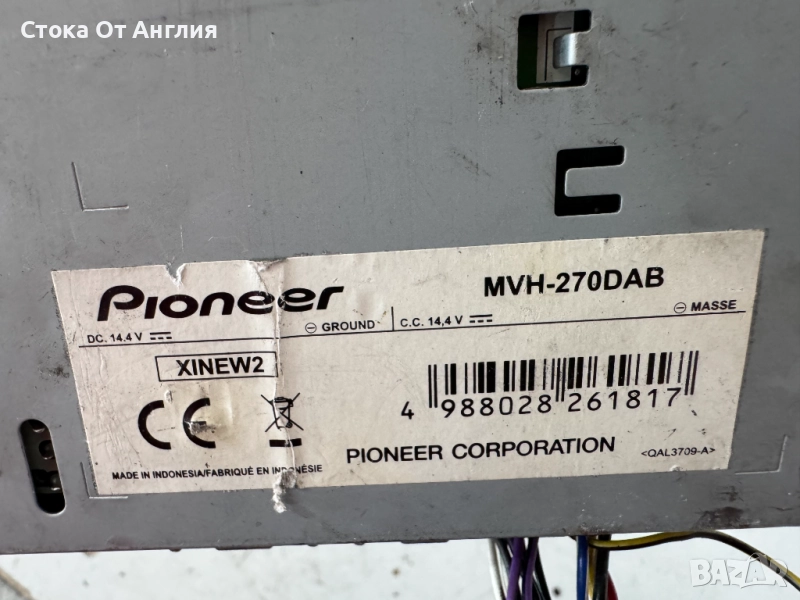 Стока От Англия
Pioneer
MVH-270DAB
DC. 14.4 V ⊖ GROUND C.C. 14,4 V ⊖ MASSE
XINEW2
CE
4 988028 261817
PIONEER CORPORATION <QAL3709-A>
MADE IN INDONESIA/FABRIQUÉ EN INDONÉSIE
BAZAR